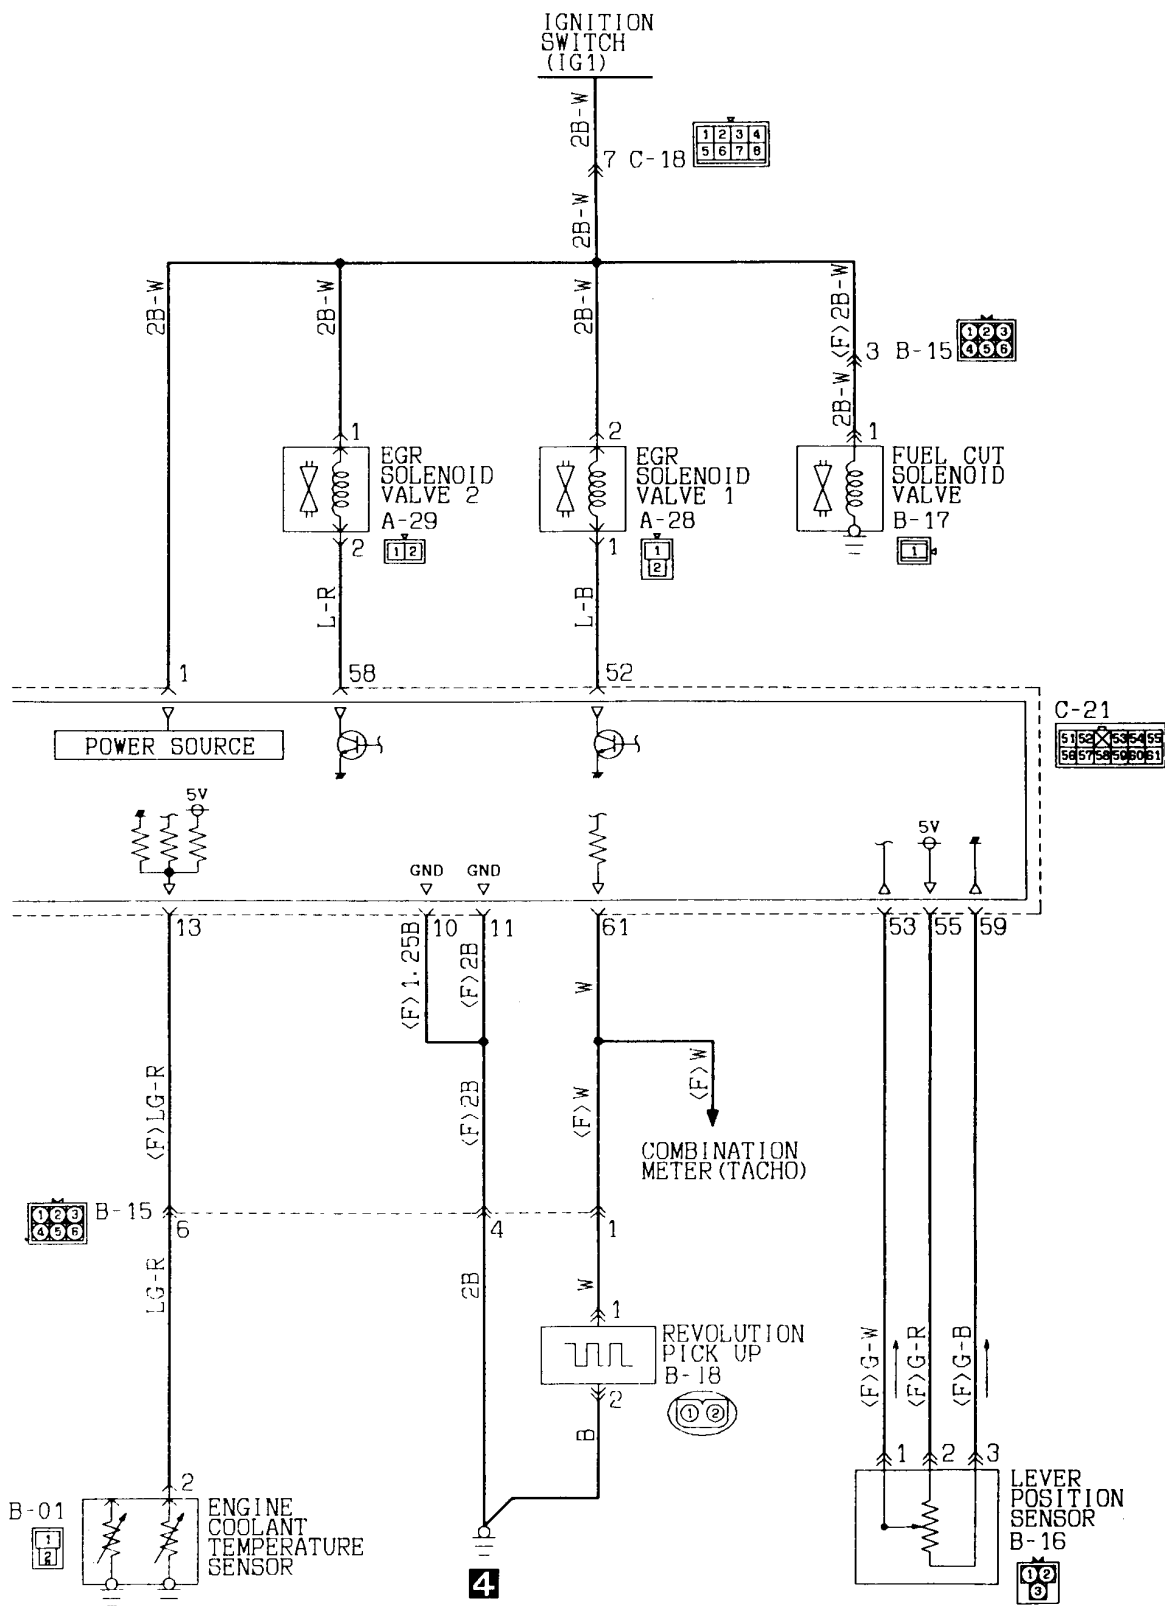 IGNITION
SWITCH
(IG1)
2B-W
7 C-18
1 2 3 4
5 6 7 8
2B-W
2B-W
2B-W
2B-W
<F>2B-W
3 B-15
1 2 3
4 5 6
2B-W
1
EGR
SOLENOID
VALVE 2
A-29
1 2
2
2
EGR
SOLENOID
VALVE 1
A-28
1
2
1
1
FUEL CUT
SOLENOID
VALVE
B-17
1
L-R
L-B
1
58
52
POWER SOURCE
C-21
51 52 53 54 55
56 57 58 59 60 61
5V
GND
GND
5V
13
10
11
61
53
55
59
<F>1.25B
<F>2B
W
<F>LG-R
<F>2B
<F>W
<F>W
COMBINATION
METER(TACHO)
1 2 3
4 5 6
B-15
6
4
1
LG-R
2B
W
1
REVOLUTION
PICK UP
B-18
1 2
2
B
<F>G-W
<F>G-R
<F>G-B
1
2
3
LEVER
POSITION
SENSOR
B-16
1 2
3
2
B-01
1
2
ENGINE
COOLANT
TEMPERATURE
SENSOR
4